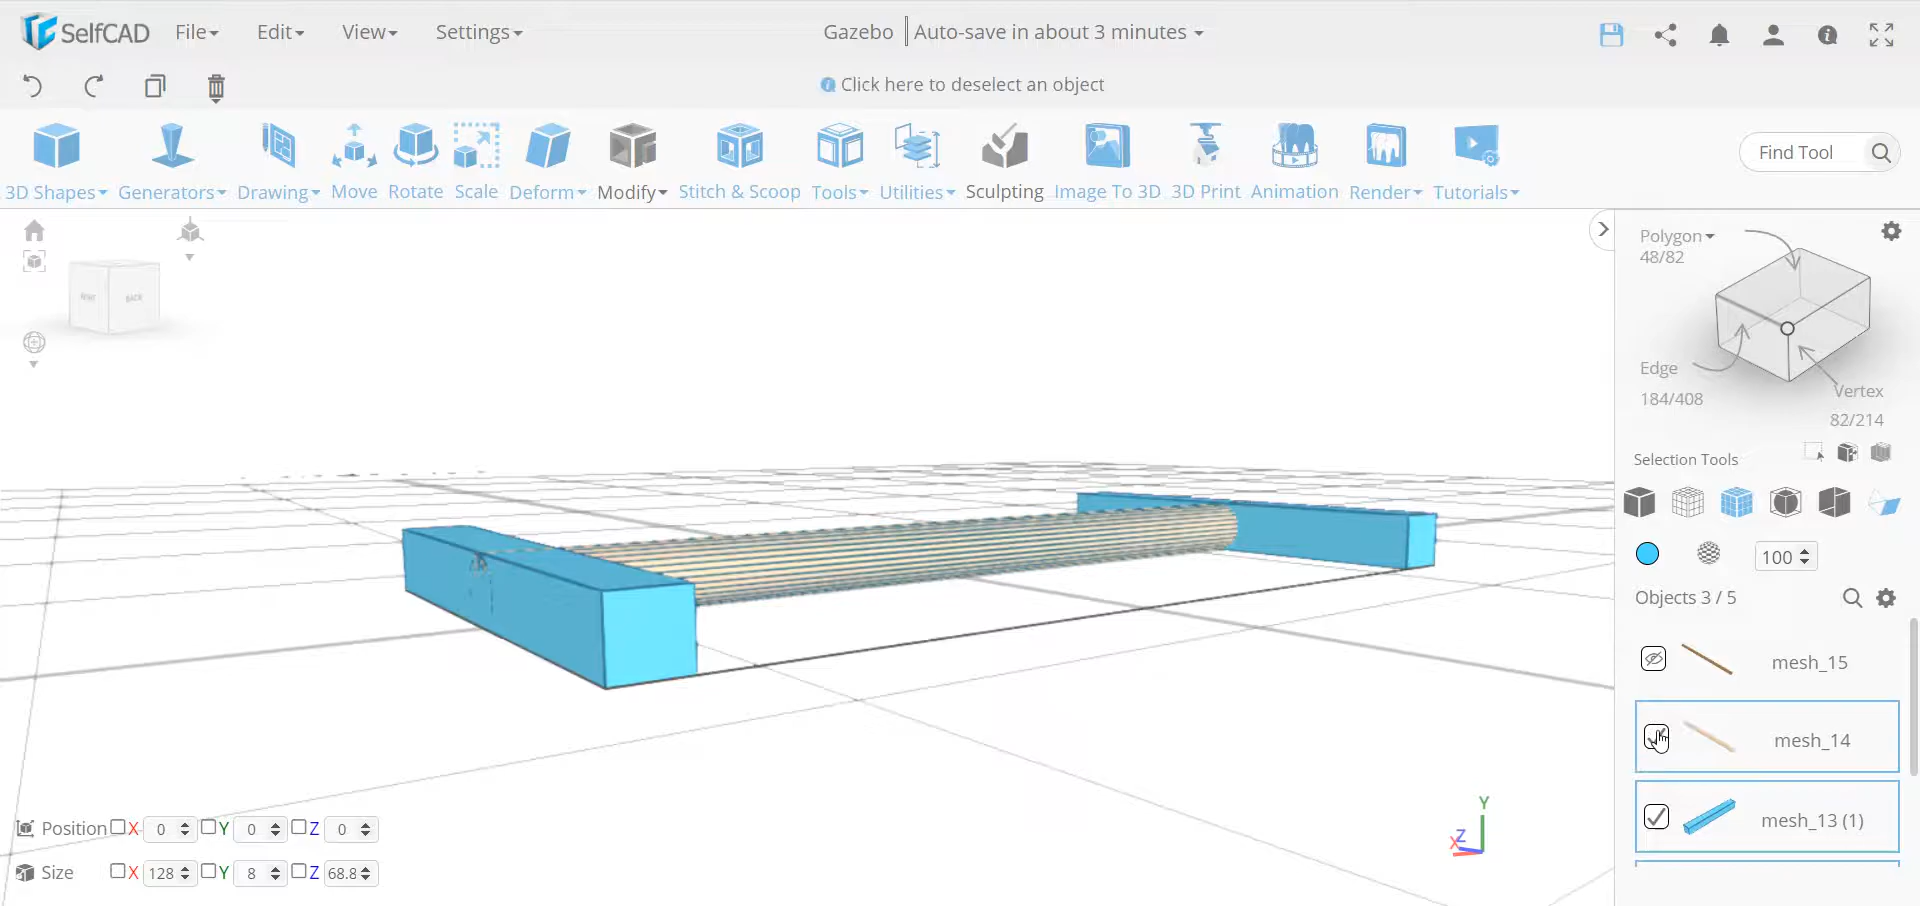 SelfCAD File Edit View Settings Gazebo Auto-save in about 3 minutes
Click here to deselect an object
3D Shapes Generators Drawing Move Rotate Scale Deform Modify Stitch & Scoop Tools Utilities Sculpting Image To 3D 3D Print Animation Render Tutorials
Find Tool
Polygon
48/82
BACK
Edge
184/408
Vertex
82/214
Selection Tools
100
Objects 3 / 5
mesh_15
mesh_14
mesh_13 (1)
Y
Z
X
Position X 0 Y 0 Z 0
Size X 128 Y 8 Z 68.8